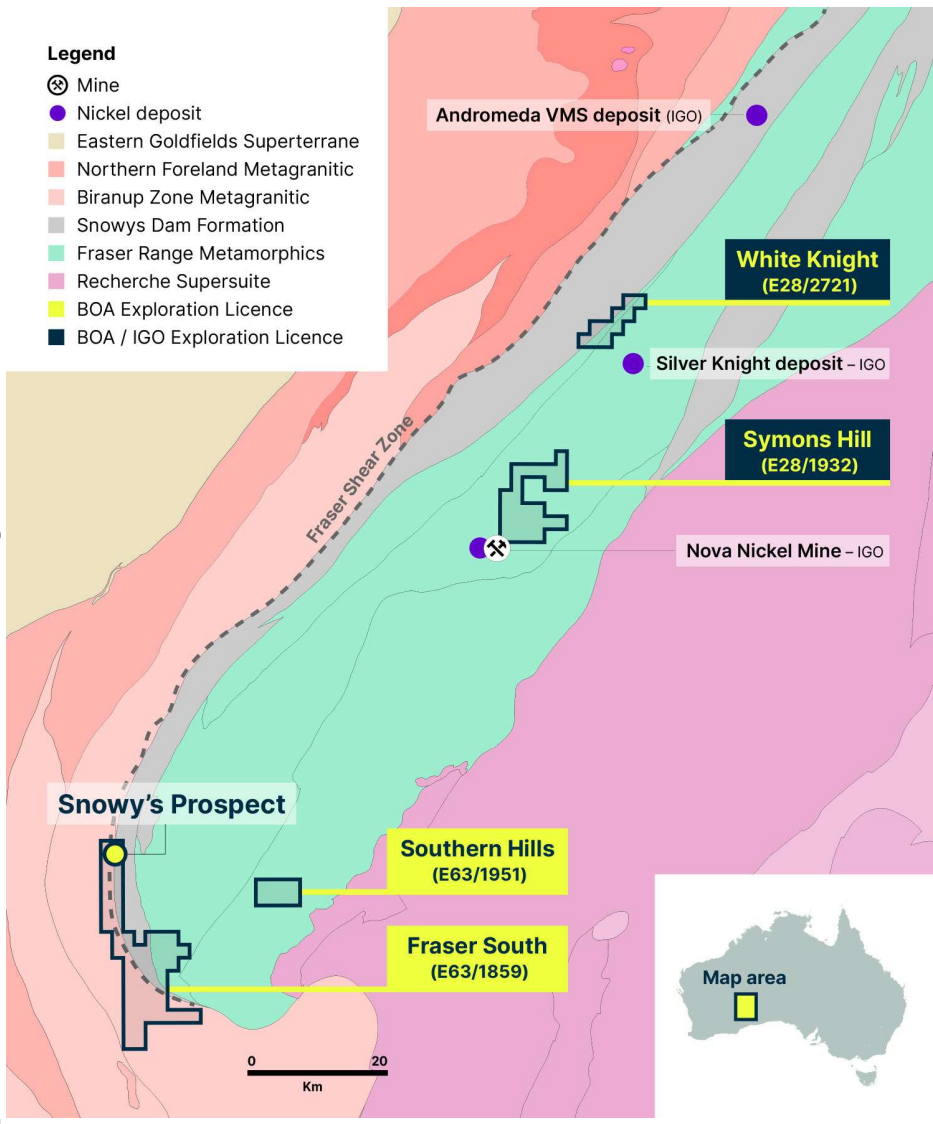 Legend
Mine
Nickel deposit
Eastern Goldfields Superterrane
Northern Foreland Metagranitic
Biranup Zone Metagranitic
Snowys Dam Formation
Fraser Range Metamorphics
Recherche Supersuite
BOA Exploration Licence
BOA / IGO Exploration Licence
Andromeda VMS deposit (IGO)
White Knight
(E28/2721)
Silver Knight deposit – IGO
Fraser Shear Zone
Symons Hill
(E28/1932)
Nova Nickel Mine – IGO
Snowy's Prospect
Southern Hills
(E63/1951)
Fraser South
(E63/1859)
Map area
0 20
Km